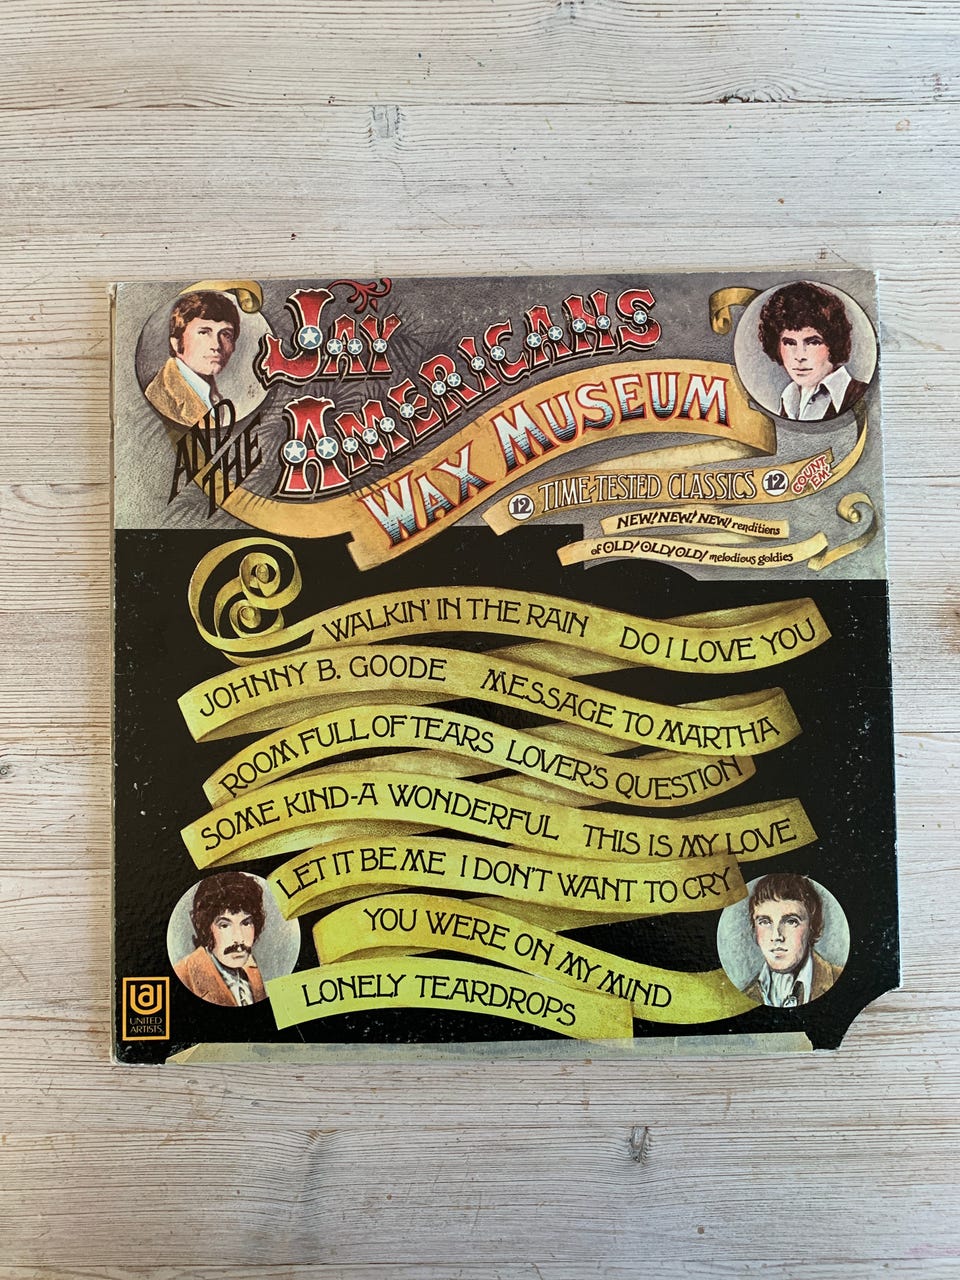 JAY
AND THE
AMERICANS
WAX MUSEUM
12 TIME-TESTED CLASSICS 12
COUNT
'EM!
NEW! NEW! NEW! renditions
of OLD! OLD! OLD! melodious goldies
WALKIN' IN THE RAIN DO I LOVE YOU
JOHNNY B. GOODE MESSAGE TO MARTHA
ROOM FULL OF TEARS LOVER'S QUESTION
SOME KIND-A WONDERFUL THIS IS MY LOVE
LET IT BE ME I DON'T WANT TO CRY
YOU WERE ON MY MIND
LONELY TEARDROPS
UA
UNITED
ARTISTS